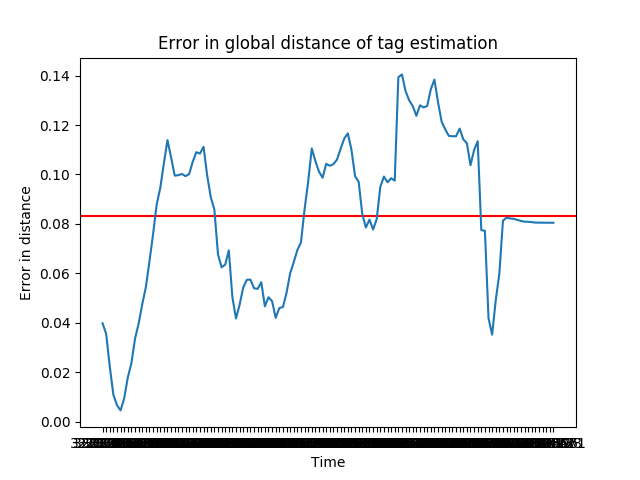 Error in global distance of tag estimation
0.14
0.12
0.10
0.08
0.06
0.04
0.02
0.00
Error in distance
Time